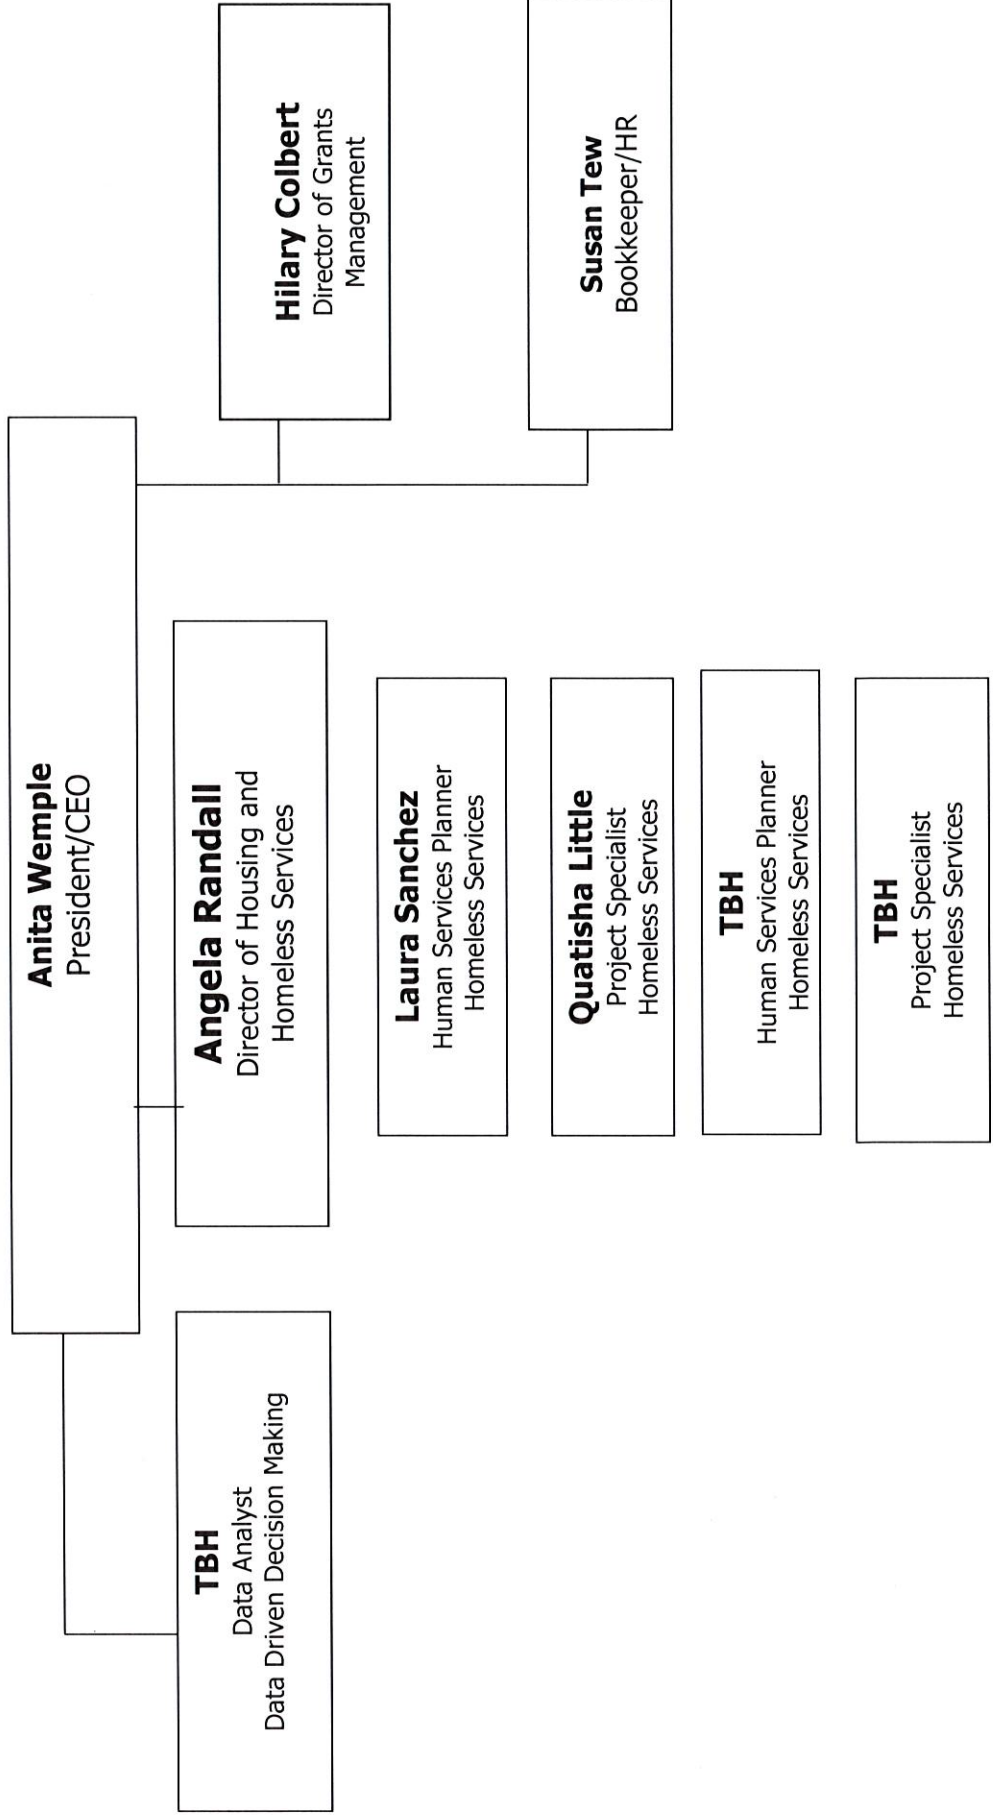 Anita Wemple
President/CEO
TBH
Data Analyst
Data Driven Decision Making
Angela Randall
Director of Housing and
Homeless Services
Hilary Colbert
Director of Grants
Management
Laura Sanchez
Human Services Planner
Homeless Services
Quatisha Little
Project Specialist
Homeless Services
Susan Tew
Bookkeeper/HR
TBH
Human Services Planner
Homeless Services
TBH
Project Specialist
Homeless Services